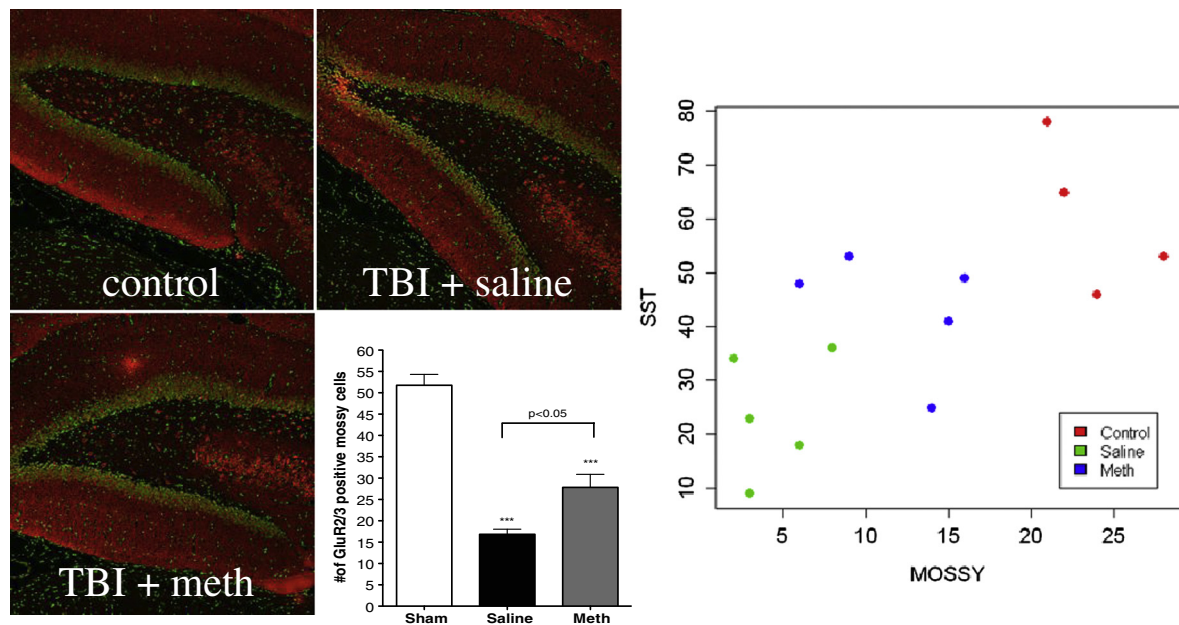 control
TBI + saline
TBI + meth
#of GluR2/3 positive mossy cells
60
55
50
45
40
35
30
25
20
15
10
5
0
p<0.05
***
***
Sham Saline Meth
SST
80
70
60
50
40
30
20
10
Control
Saline
Meth
5 10 15 20 25
MOSSY